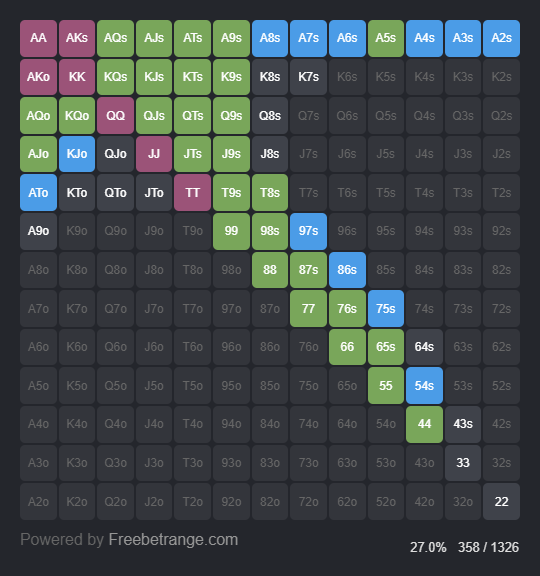 AA AKs AQs AJs ATs A9s A8s A7s A6s A5s A4s A3s A2s
AKo KK KQs KJs KTs K9s K8s K7s K6s K5s K4s K3s K2s
AQo KQo QQ QJs QTs Q9s Q8s Q7s Q6s Q5s Q4s Q3s Q2s
AJo KJo QJo JJ JTs J9s J8s J7s J6s J5s J4s J3s J2s
ATo KTo QTo JTo TT T9s T8s T7s T6s T5s T4s T3s T2s
A9o K9o Q9o J9o T9o 99 98s 97s 96s 95s 94s 93s 92s
A8o K8o Q8o J8o T8o 98o 88 87s 86s 85s 84s 83s 82s
A7o K7o Q7o J7o T7o 97o 87o 77 76s 75s 74s 73s 72s
A6o K6o Q6o J6o T6o 96o 86o 76o 66 65s 64s 63s 62s
A5o K5o Q5o J5o T5o 95o 85o 75o 65o 55 54s 53s 52s
A4o K4o Q4o J4o T4o 94o 84o 74o 64o 54o 44 43s 42s
A3o K3o Q3o J3o T3o 93o 83o 73o 63o 53o 43o 33 32s
A2o K2o Q2o J2o T2o 92o 82o 72o 62o 52o 42o 32o 22
Powered by Freebetrange.com
27.0% 358 / 1326